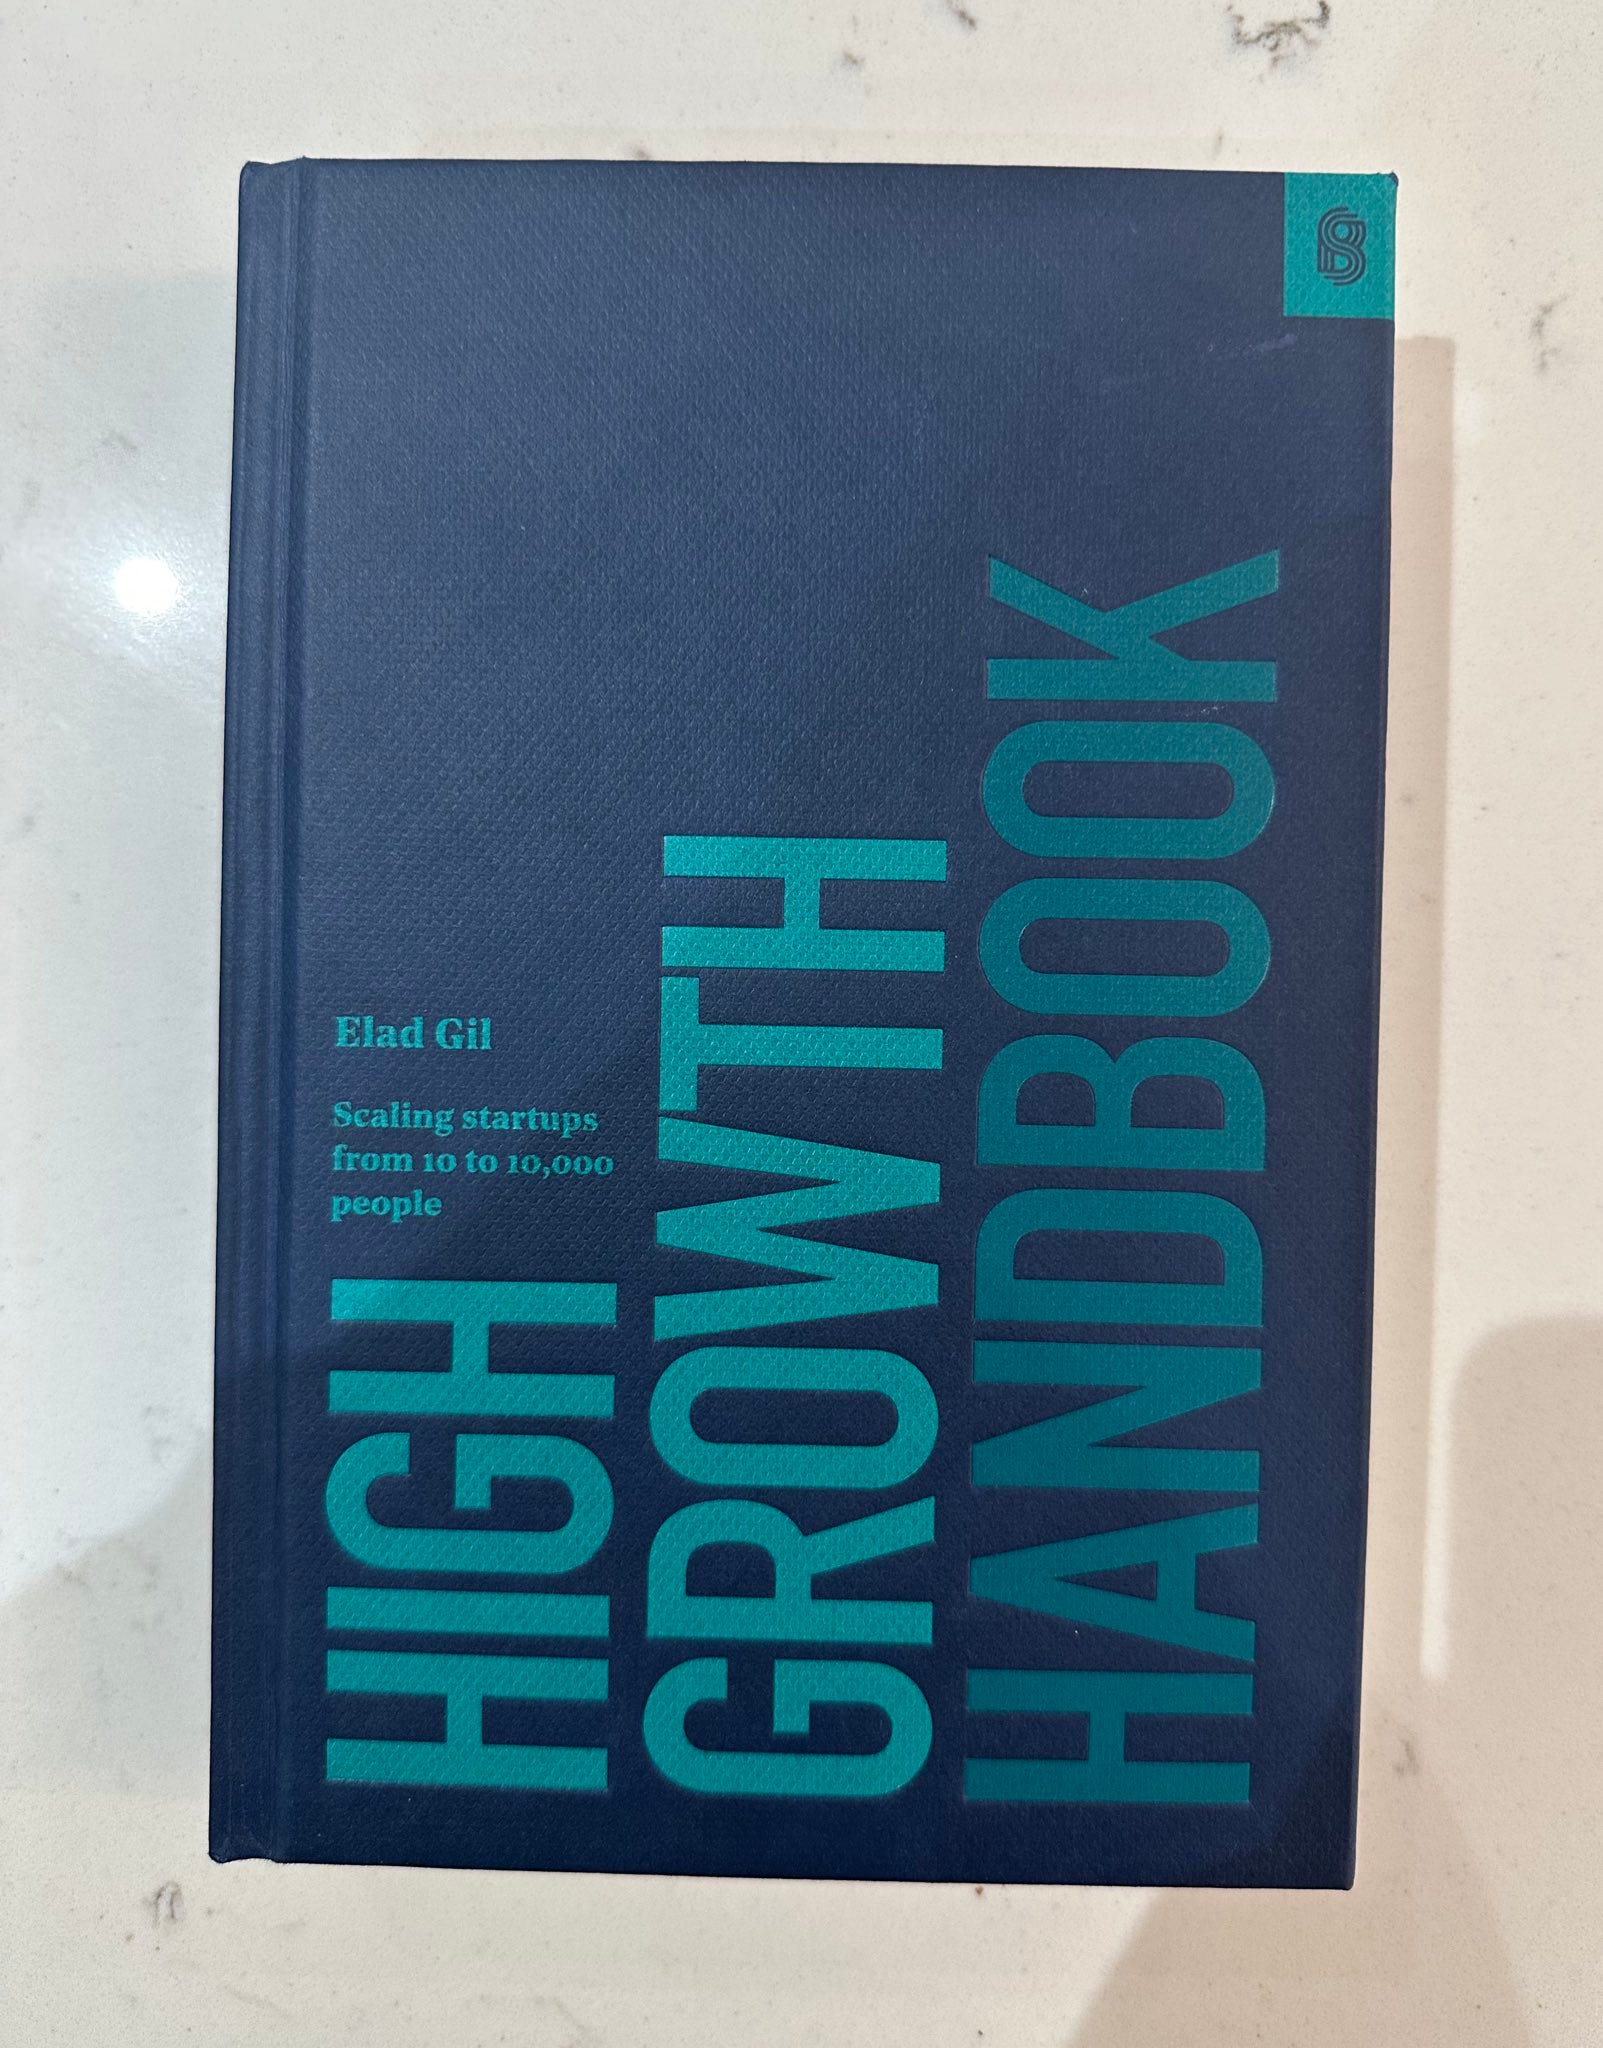 Elad Gil
Scaling startups
from 10 to 10,000
people
HIGH
GROWTH
HANDBOOK